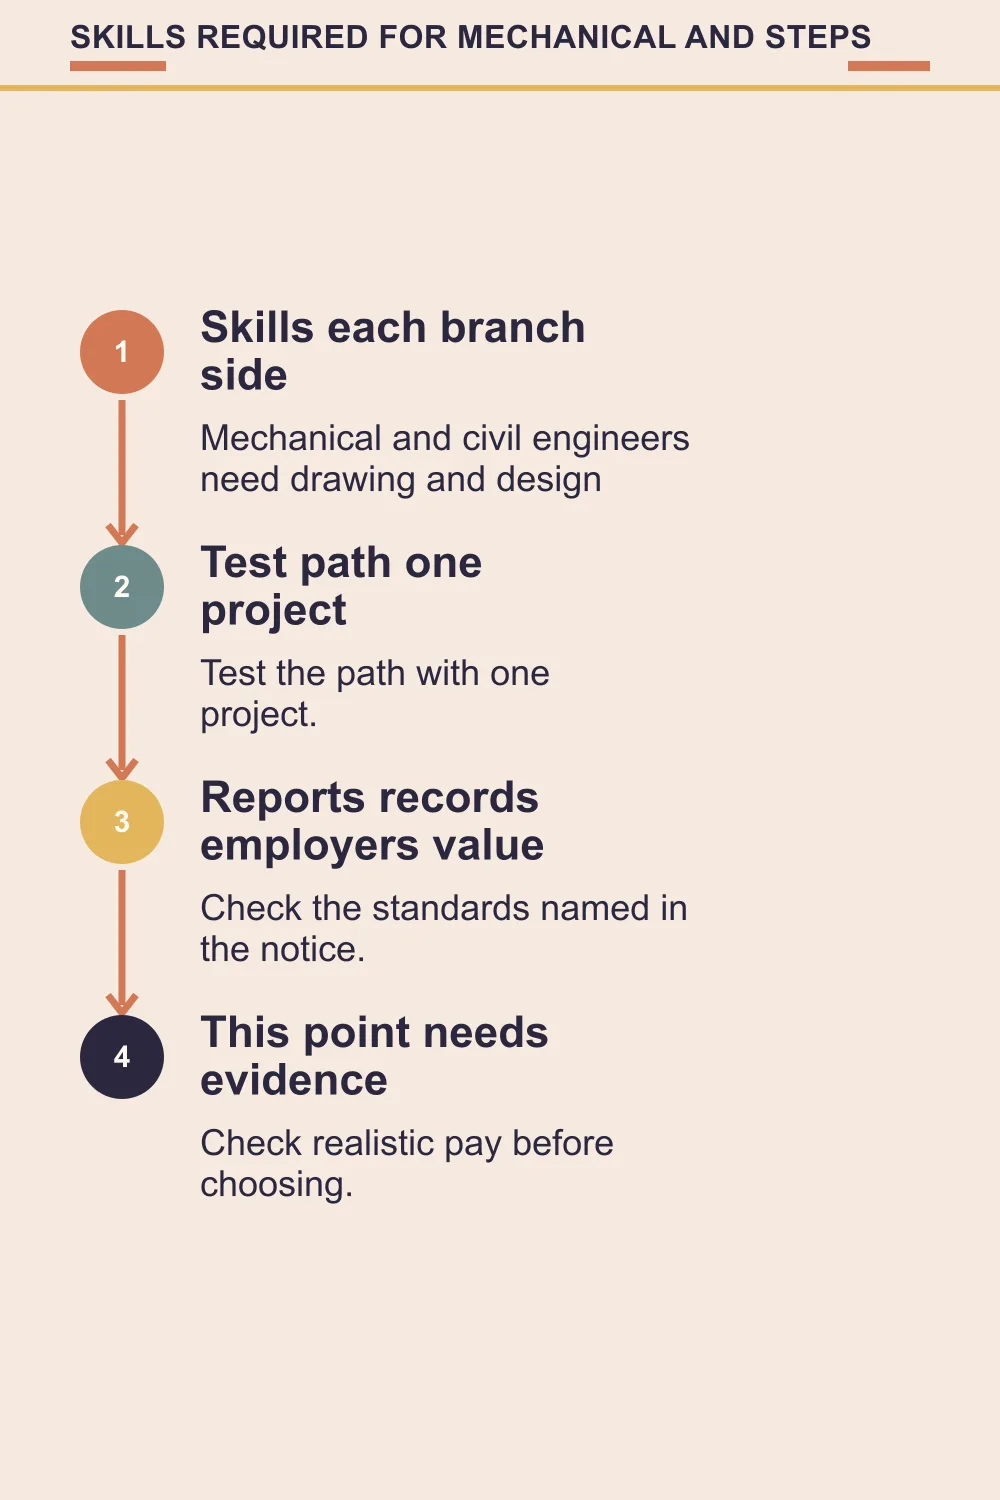 SKILLS REQUIRED FOR MECHANICAL AND STEPS
1
Skills each branch
side
Mechanical and civil engineers
need drawing and design
2
Test path one
project
Test the path with one
project.
3
Reports records
employers value
Check the standards named in
the notice.
4
This point needs
evidence
Check realistic pay before
choosing.